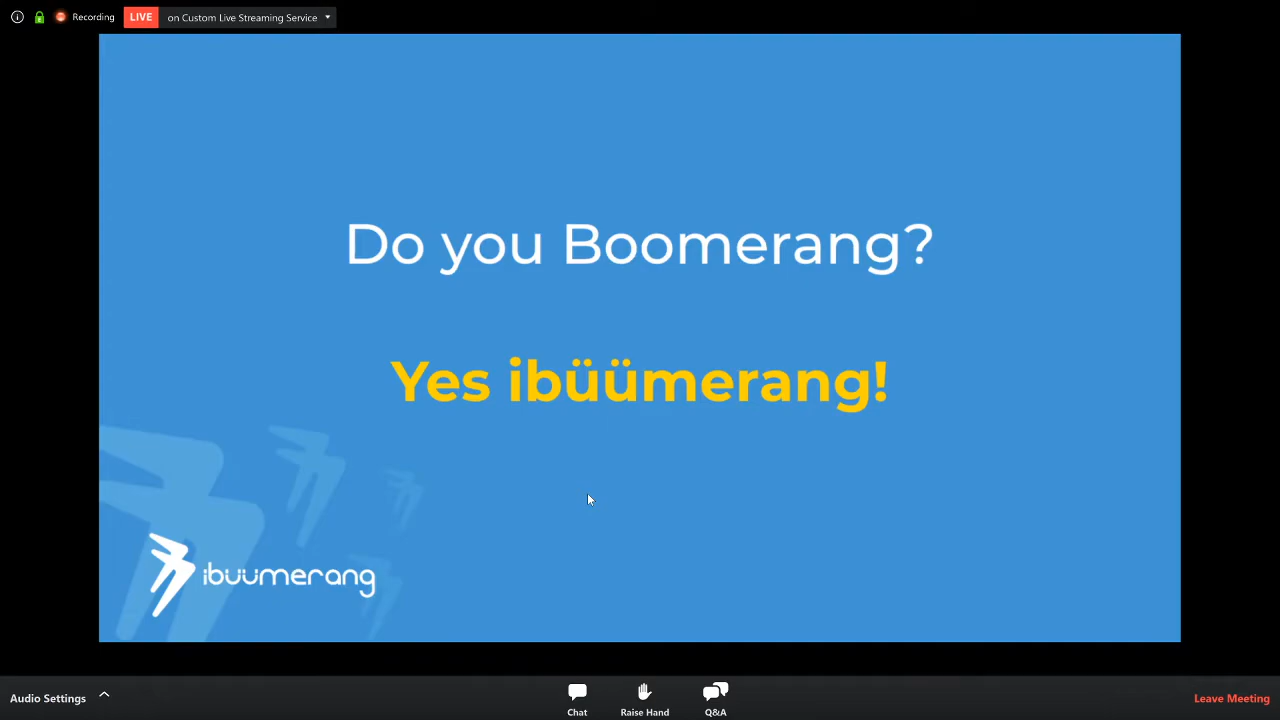 Recording
LIVE on Custom Live Streaming Service
Do you Boomerang?
Yes ibüümerang!
ibuumerang
Audio Settings
Chat
Raise Hand
Q&A
Leave Meeting